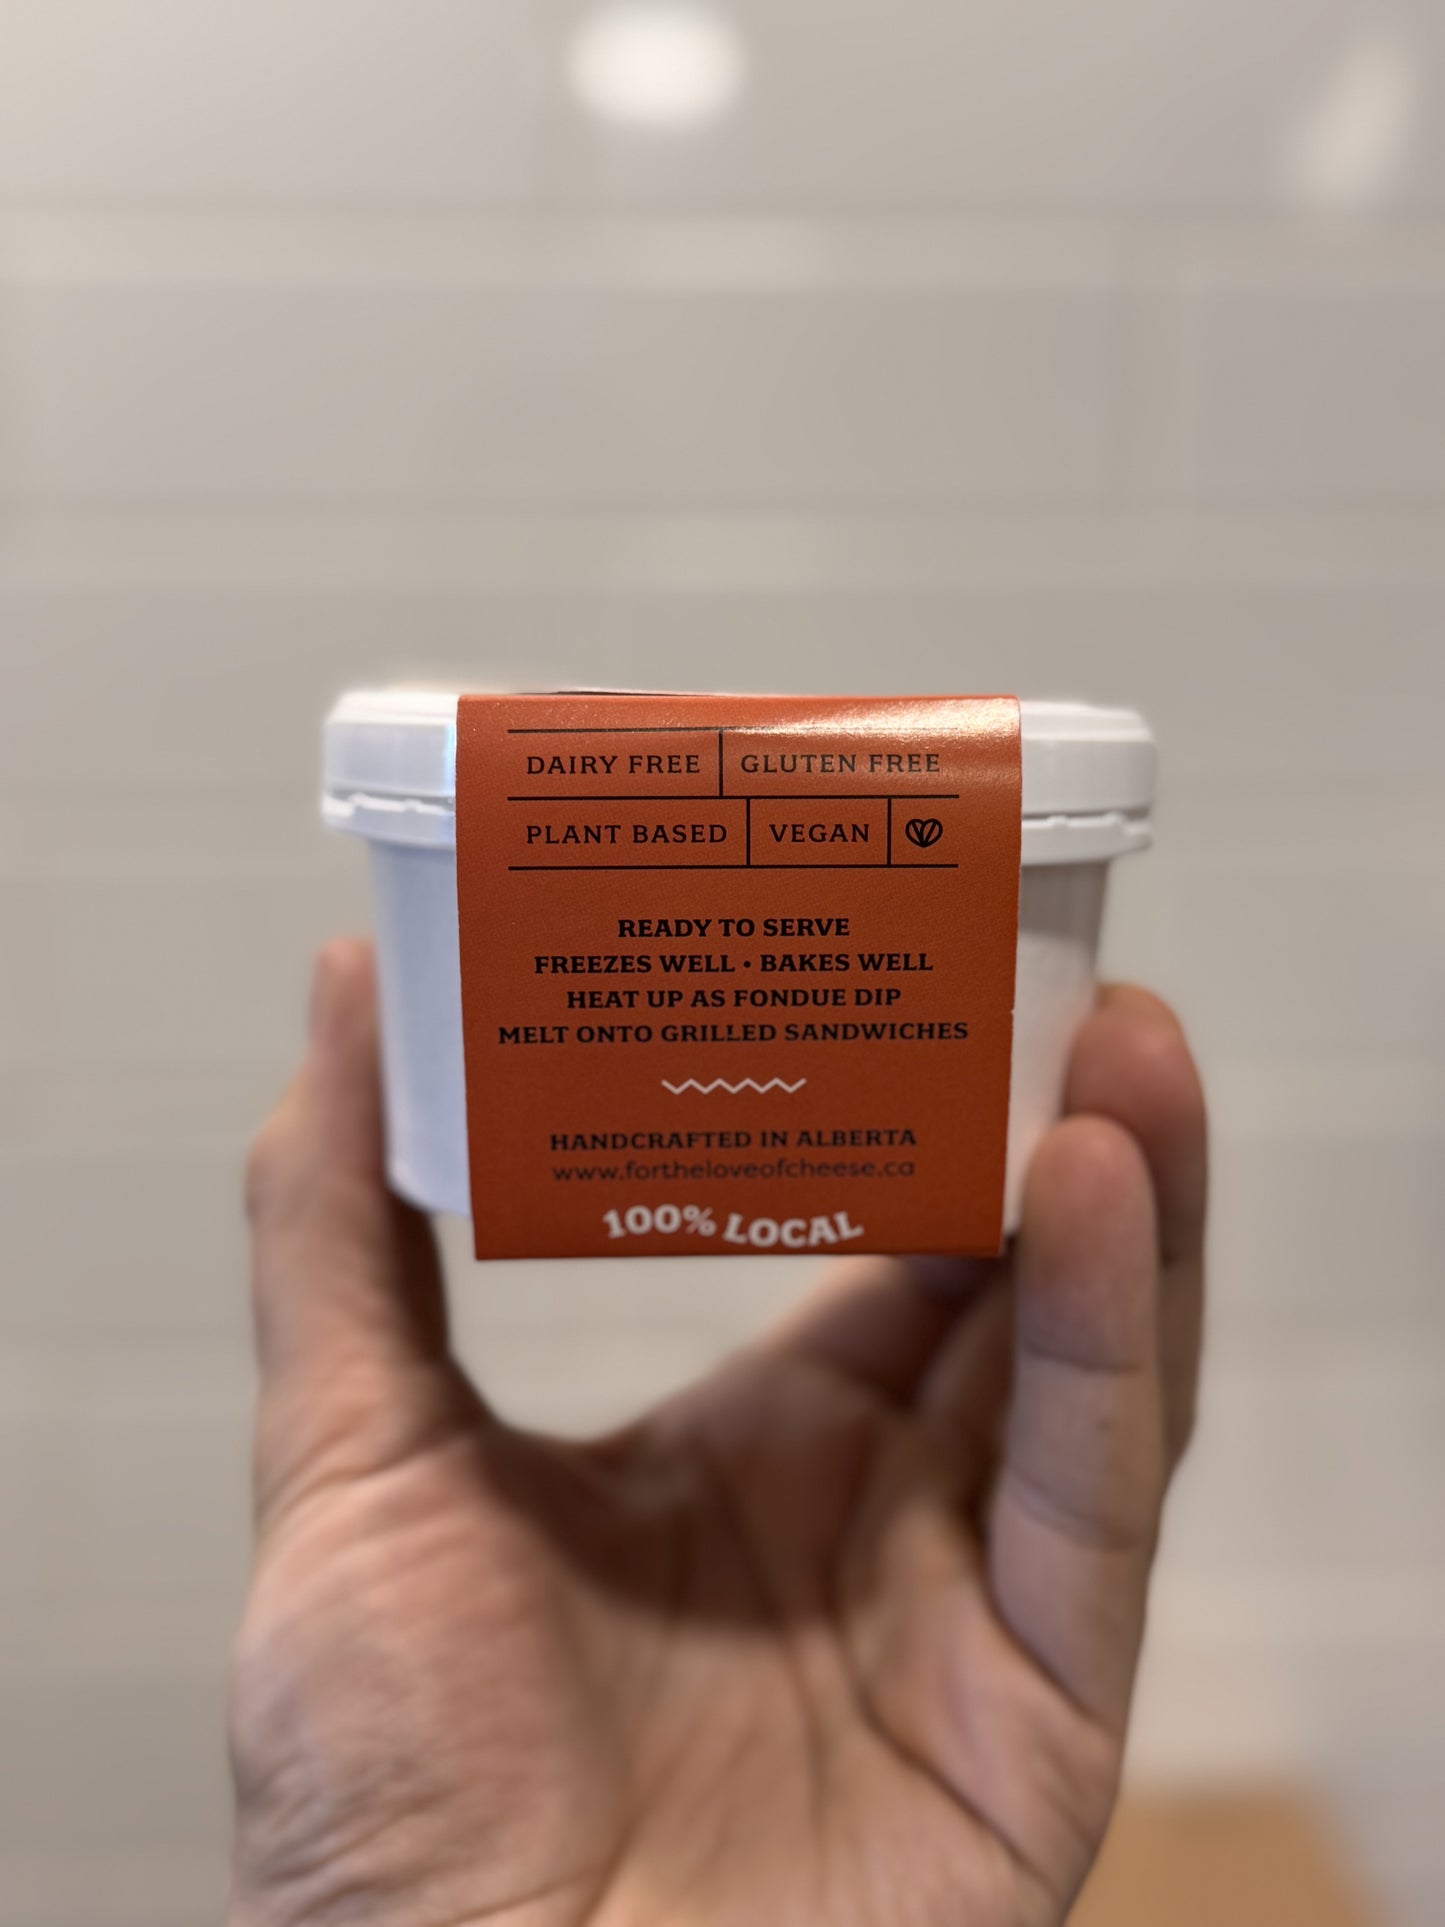 DAIRY FREE GLUTEN FREE
PLANT BASED VEGAN
READY TO SERVE
FREEZES WELL • BAKES WELL
HEAT UP AS FONDUE DIP
MELT ONTO GRILLED SANDWICHES
HANDCRAFTED IN ALBERTA
www.fortheloveofcheese.ca
100% LOCAL